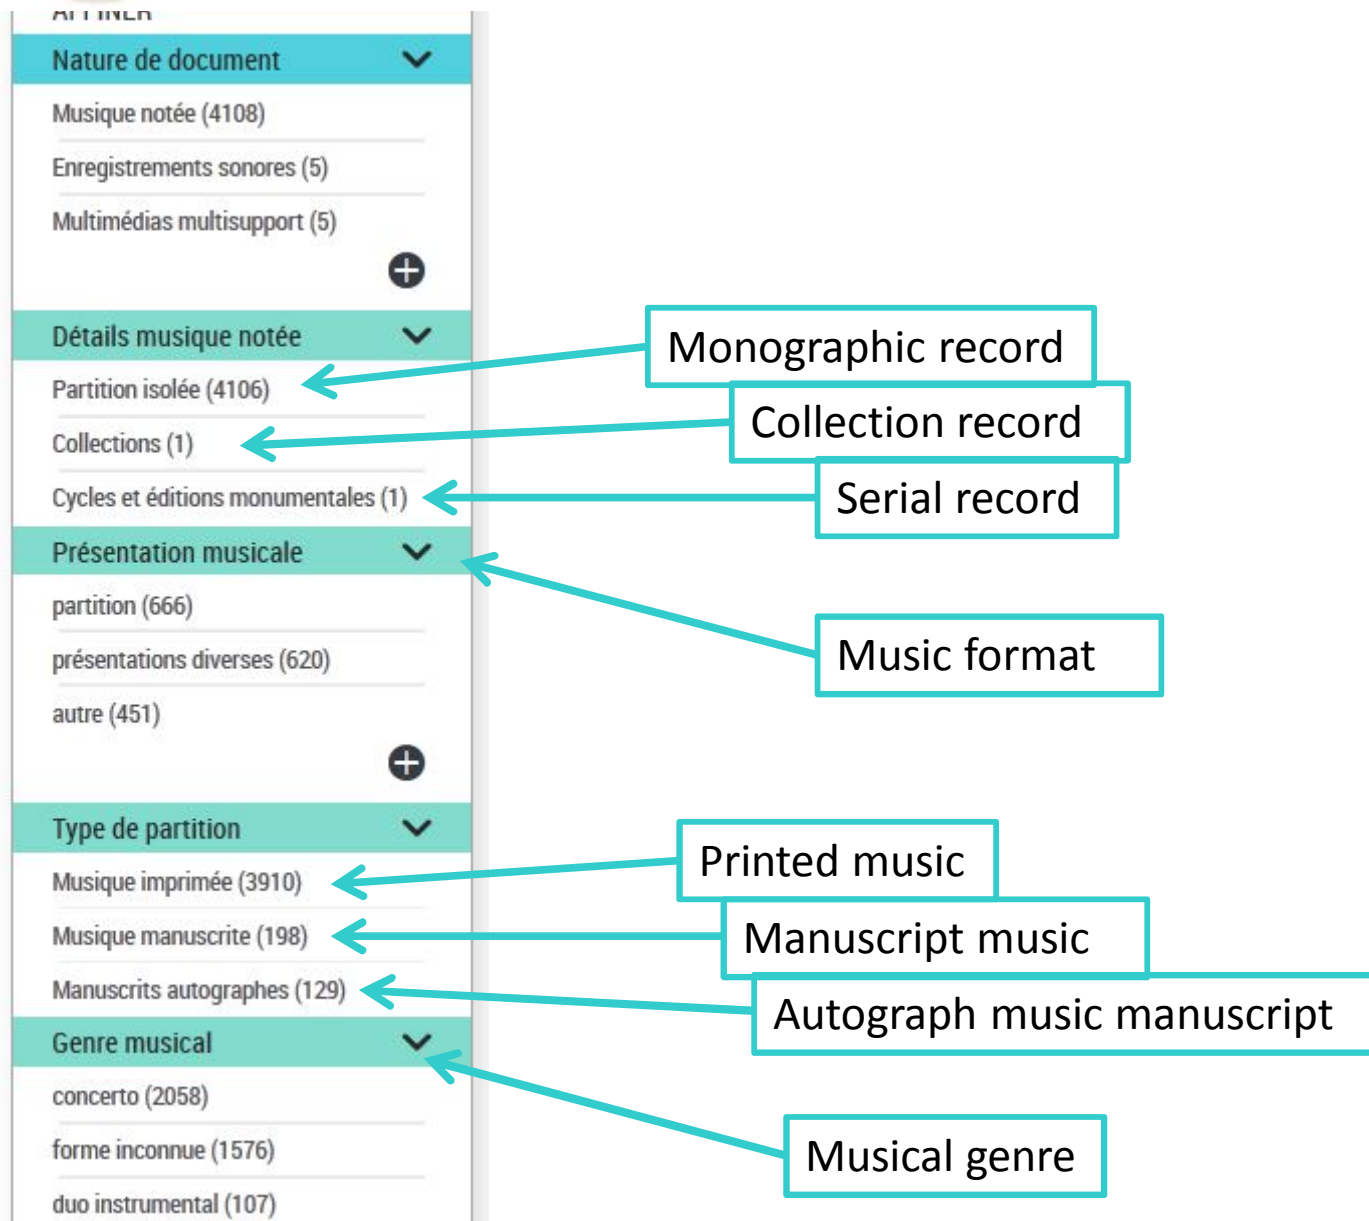 AFFINER
Nature de document
Musique notée (4108)
Enregistrements sonores (5)
Multimédias multisupport (5)
Détails musique notée
Monographic record
Partition isolée (4106)
Collection record
Collections (1)
Cycles et éditions monumentales (1)
Serial record
Présentation musicale
partition (666)
présentations diverses (620)
Music format
autre (451)
Type de partition
Printed music
Musique imprimée (3910)
Musique manuscrite (198)
Manuscript music
Manuscrits autographes (129)
Autograph music manuscript
Genre musical
concerto (2058)
forme inconnue (1576)
Musical genre
duo instrumental (107)